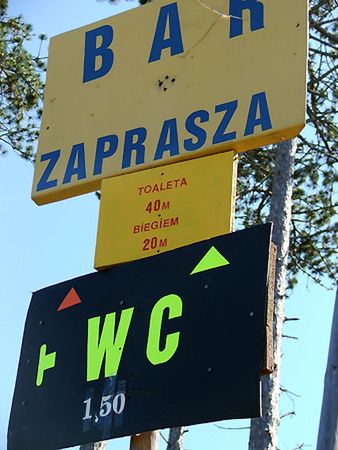 BAR
ZAPRASZA
TOALETA
40M
BIEGIEM
20M
WC
1,50